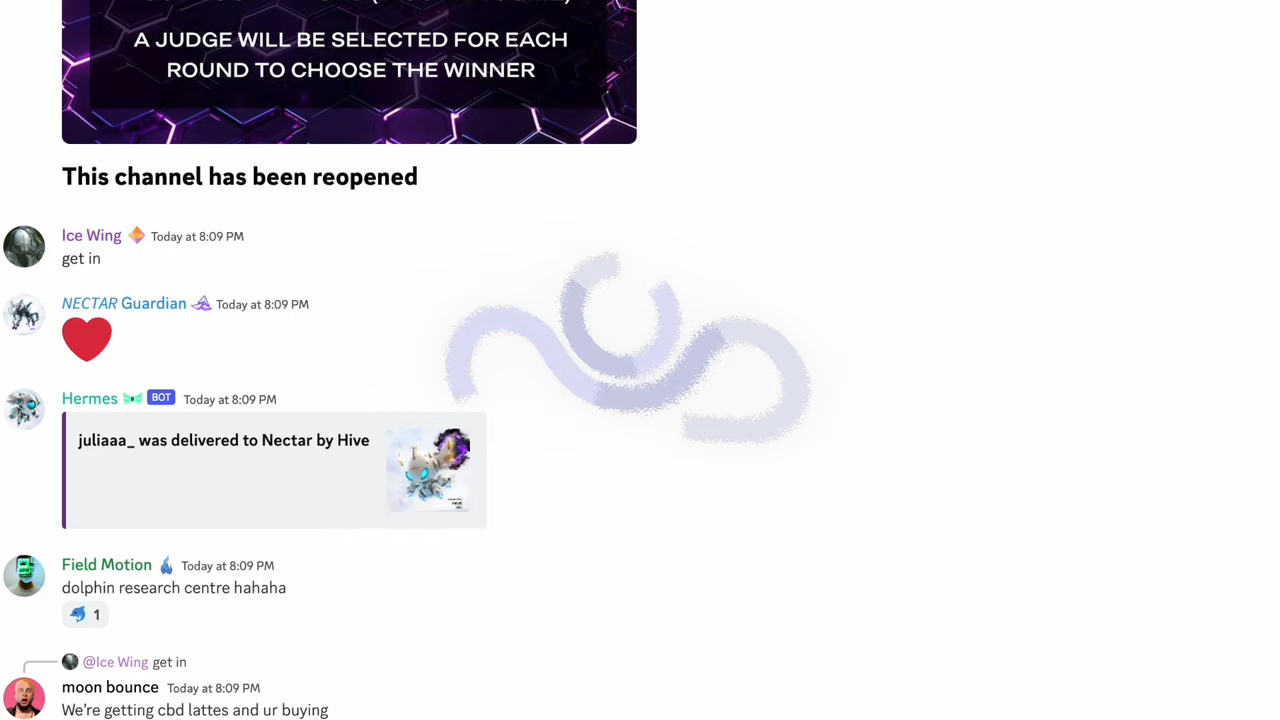 A JUDGE WILL BE SELECTED FOR EACH
ROUND TO CHOOSE THE WINNER
This channel has been reopened
Ice Wing Today at 8:09 PM
get in
NECTAR Guardian Today at 8:09 PM
Hermes BOT Today at 8:09 PM
juliaaa_ was delivered to Nectar by Hive
Field Motion Today at 8:09 PM
dolphin research centre hahaha
1
@Ice Wing get in
moon bounce Today at 8:09 PM
We're getting cbd lattes and ur buying